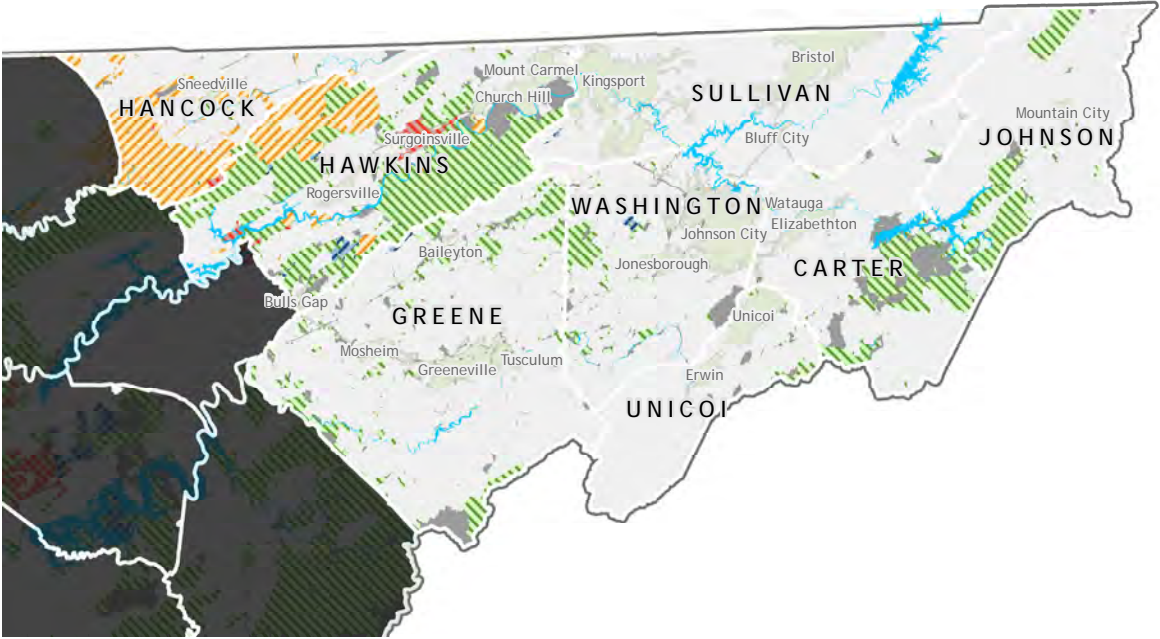 Bristol
Mount Carmel
Kingsport
Sneedville
SULLIVAN
Church Hill
HANCOCK
Mountain City
JOHNSON
Surgoinsville
Bluff City
HAWKINS
Rogersville
WASHINGTON
Watauga
Elizabethton
Johnson City
Baileyton
Jonesborough
CARTER
Bulls Gap
GREENE
Unicoi
Mosheim
Tusculum
Greeneville
Erwin
UNICOI